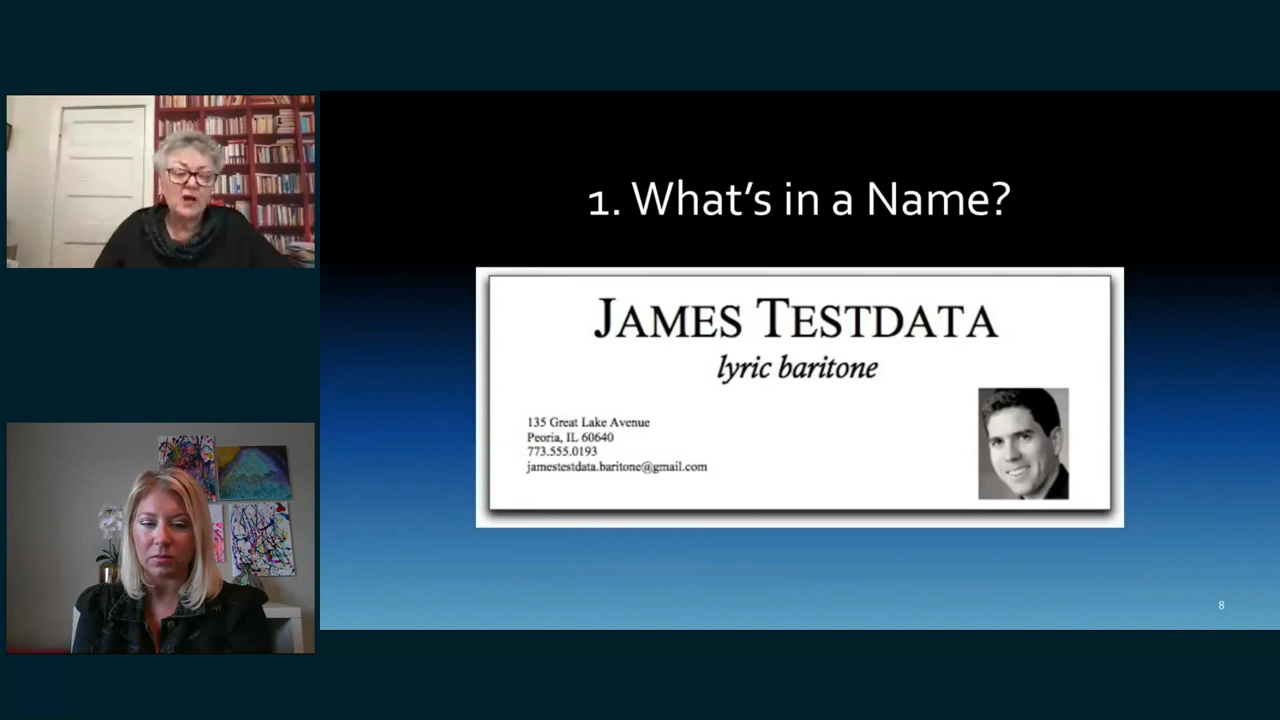 1. What's in a Name?
JAMES TESTDATA
lyric baritone
135 Great Lake Avenue
Peoria, IL 60640
773.555.0193
jamestestdata.baritone@gmail.com
8